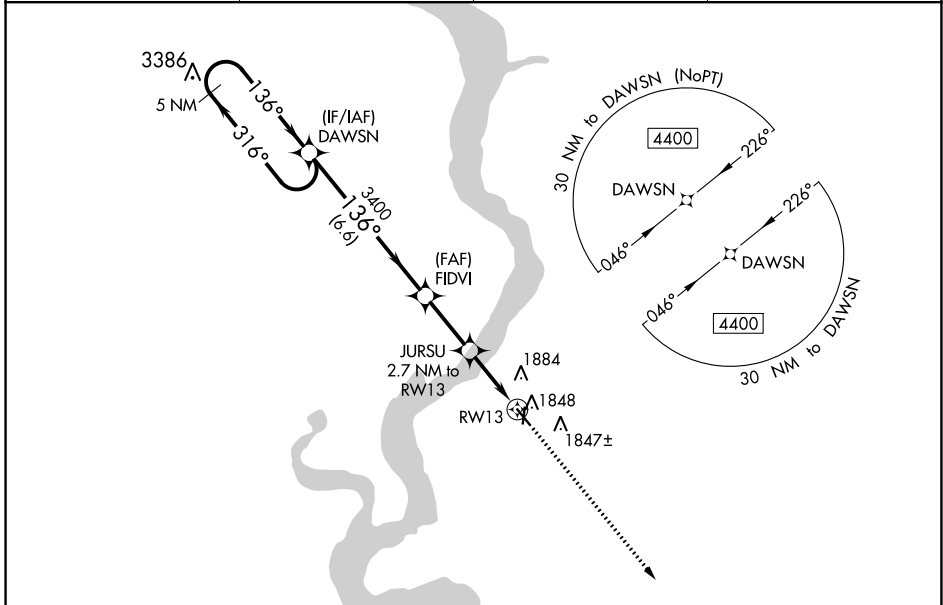 3386
5 NM
136°
316°
(IF/IAF)
DAWSN
3400
136°
(6.6)
(FAF)
FIDVI
JURSU
2.7 NM to
RW13
RW13
1884
1848
1847±
30 NM to DAWSN (NoPT)
4400
226°
DAWSN
046°
226°
DAWSN
046°
4400
30 NM to DAWSN